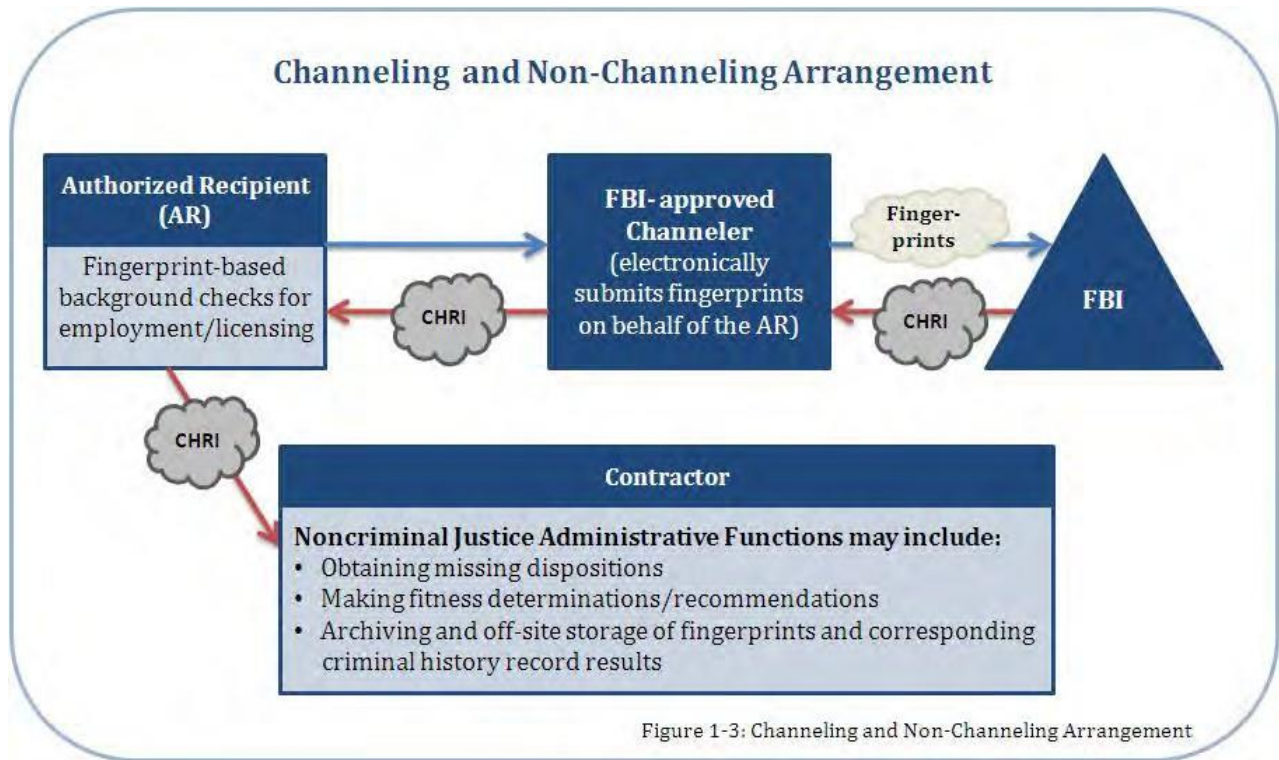 Channeling and Non-Channeling Arrangement
Authorized Recipient
(AR)
Fingerprint-based
background checks for
employment/licensing
FBI- approved
Channeler
(electronically
submits fingerprints
on behalf of the AR)
Finger-
prints
FBI
CHRI
CHRI
CHRI
Contractor
Noncriminal Justice Administrative Functions may include:
• Obtaining missing dispositions
• Making fitness determinations/recommendations
• Archiving and off-site storage of fingerprints and corresponding
criminal history record results
Figure 1-3: Channeling and Non-Channeling Arrangement